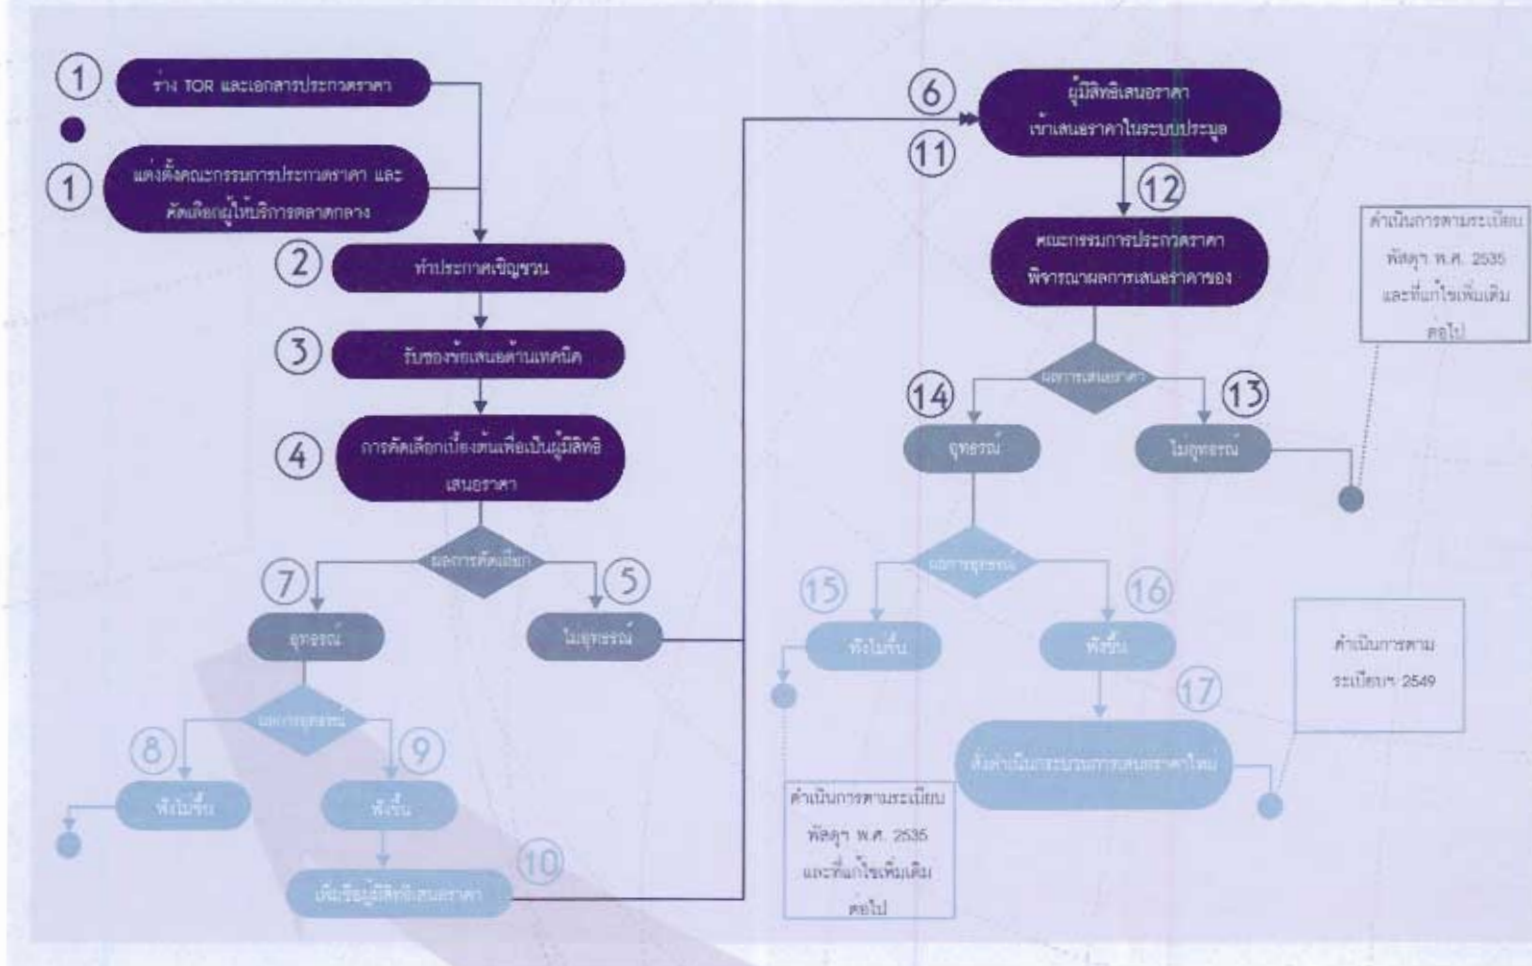 1
ร่าง TOR และเอกสารประกวดราคา
1
แต่งตั้งคณะกรรมการประกวดราคา และ
คัดเลือกผู้ให้บริการตลาดกลาง
2
ทำประกาศเชิญชวน
3
รับซองข้อเสนอด้านเทคนิค
4
การคัดเลือกเบื้องต้นเพื่อเป็นผู้มีสิทธิ
เสนอราคา
ผลการคัดเลือก
7
5
อุทธรณ์
ไม่อุทธรณ์
ผลการอุทธรณ์
8
9
ฟังไม่ขึ้น
ฟังขึ้น
10
เพิ่มชื่อผู้มีสิทธิเสนอราคา
6
11
ผู้มีสิทธิเสนอราคา
เข้าเสนอราคาในระบบประมูล
12
คณะกรรมการประกวดราคา
พิจารณาผลการเสนอราคาของ
ผลการเสนอราคา
14
13
อุทธรณ์
ไม่อุทธรณ์
ดำเนินการตามระเบียบ
พัสดุฯ พ.ศ. 2535
และที่แก้ไขเพิ่มเติม
ต่อไป
ผลการอุทธรณ์
15
16
ฟังไม่ขึ้น
ฟังขึ้น
17
สั่งดำเนินกระบวนการเสนอราคาใหม่
ดำเนินการตาม
ระเบียบฯ 2549
ดำเนินการตามระเบียบ
พัสดุฯ พ.ศ. 2535
และที่แก้ไขเพิ่มเติม
ต่อไป